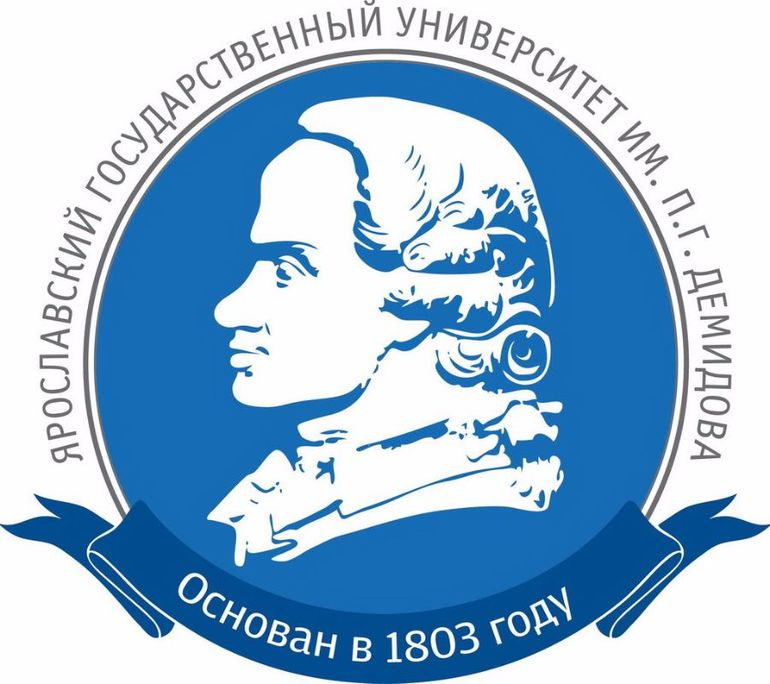 ЯРОСЛАВСКИЙ ГОСУДАРСТВЕННЫЙ УНИВЕРСИТЕТ ИМ. П.Г. ДЕМИДОВА
Основан в 1803 году